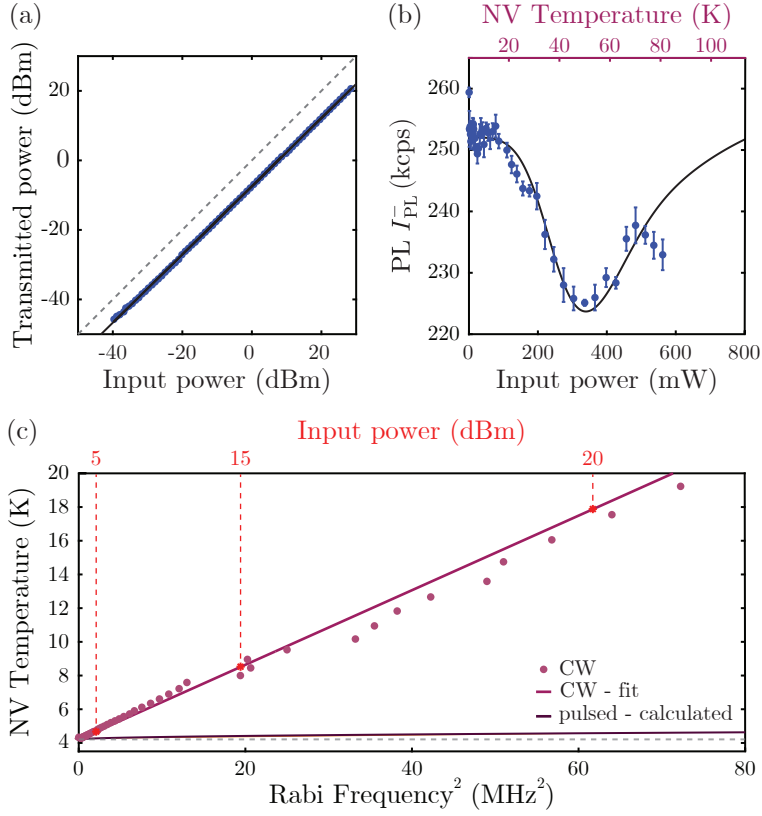 (a)
Transmitted power (dBm)
20
0
-20
-40
-40 -20 0 20
Input power (dBm)
(b)
NV Temperature (K)
20 40 60 80 100
PL I⁻PL (kcps)
260
250
240
230
220
0 200 400 600 800
Input power (mW)
(c)
Input power (dBm)
5 15 20
NV Temperature (K)
20
18
16
14
12
10
8
6
4
CW
CW - fit
pulsed - calculated
0 20 40 60 80
Rabi Frequency² (MHz²)